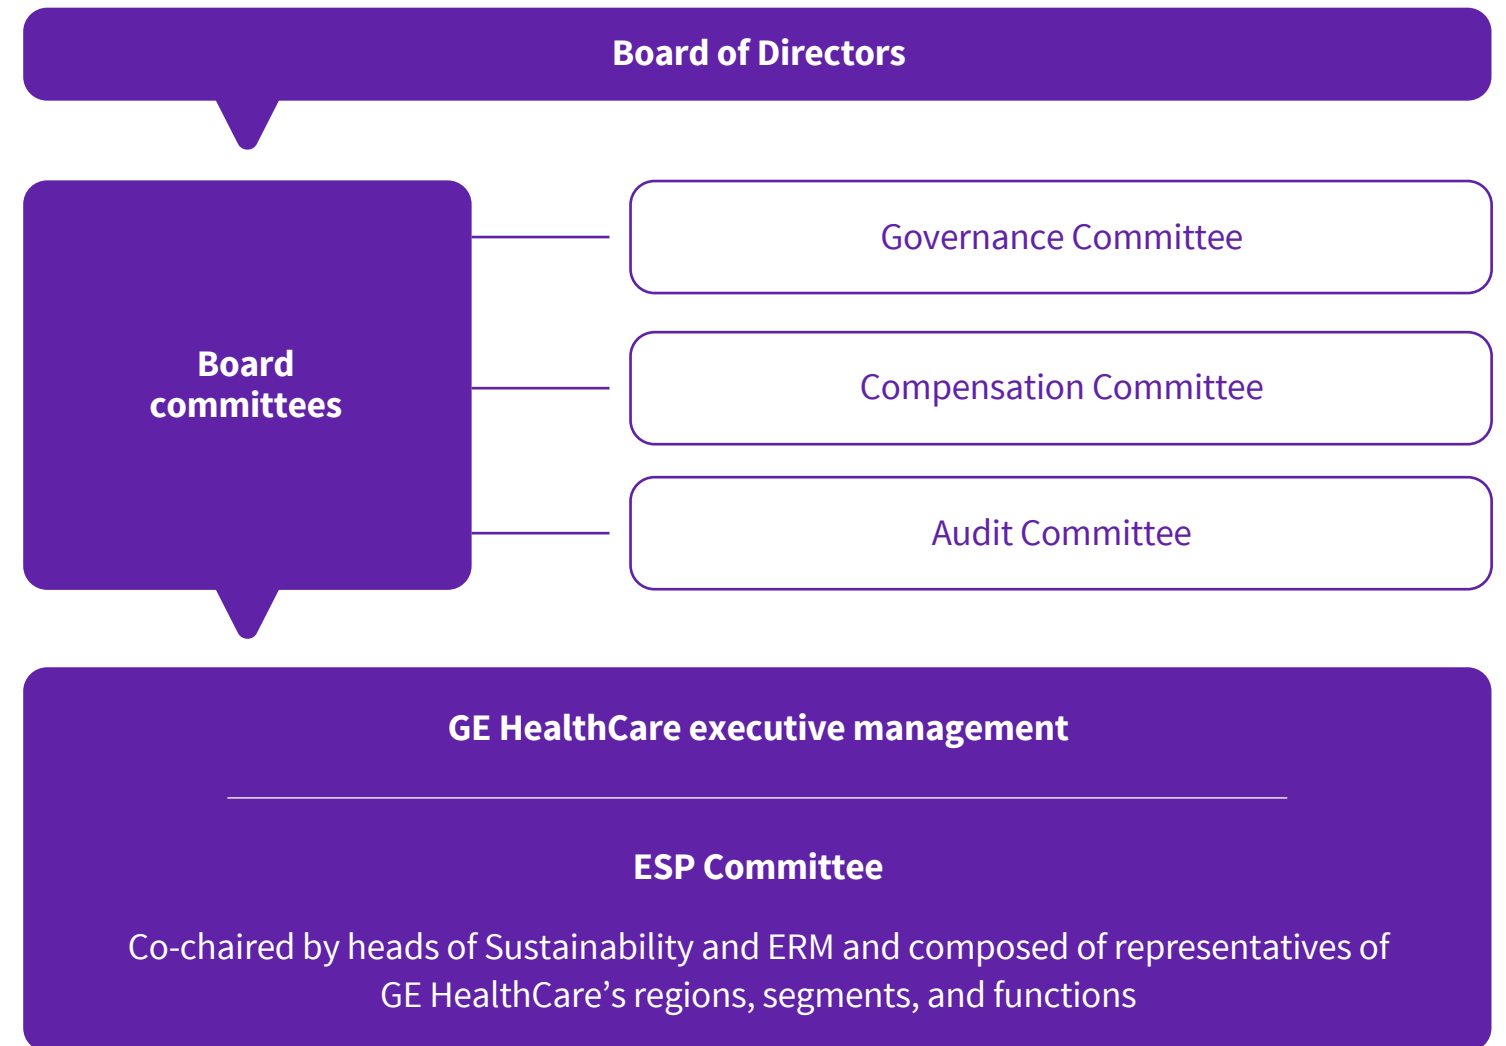 Board of Directors
Board
committees
Governance Committee
Compensation Committee
Audit Committee
GE HealthCare executive management
ESP Committee
Co-chaired by heads of Sustainability and ERM and composed of representatives of
GE HealthCare’s regions, segments, and functions